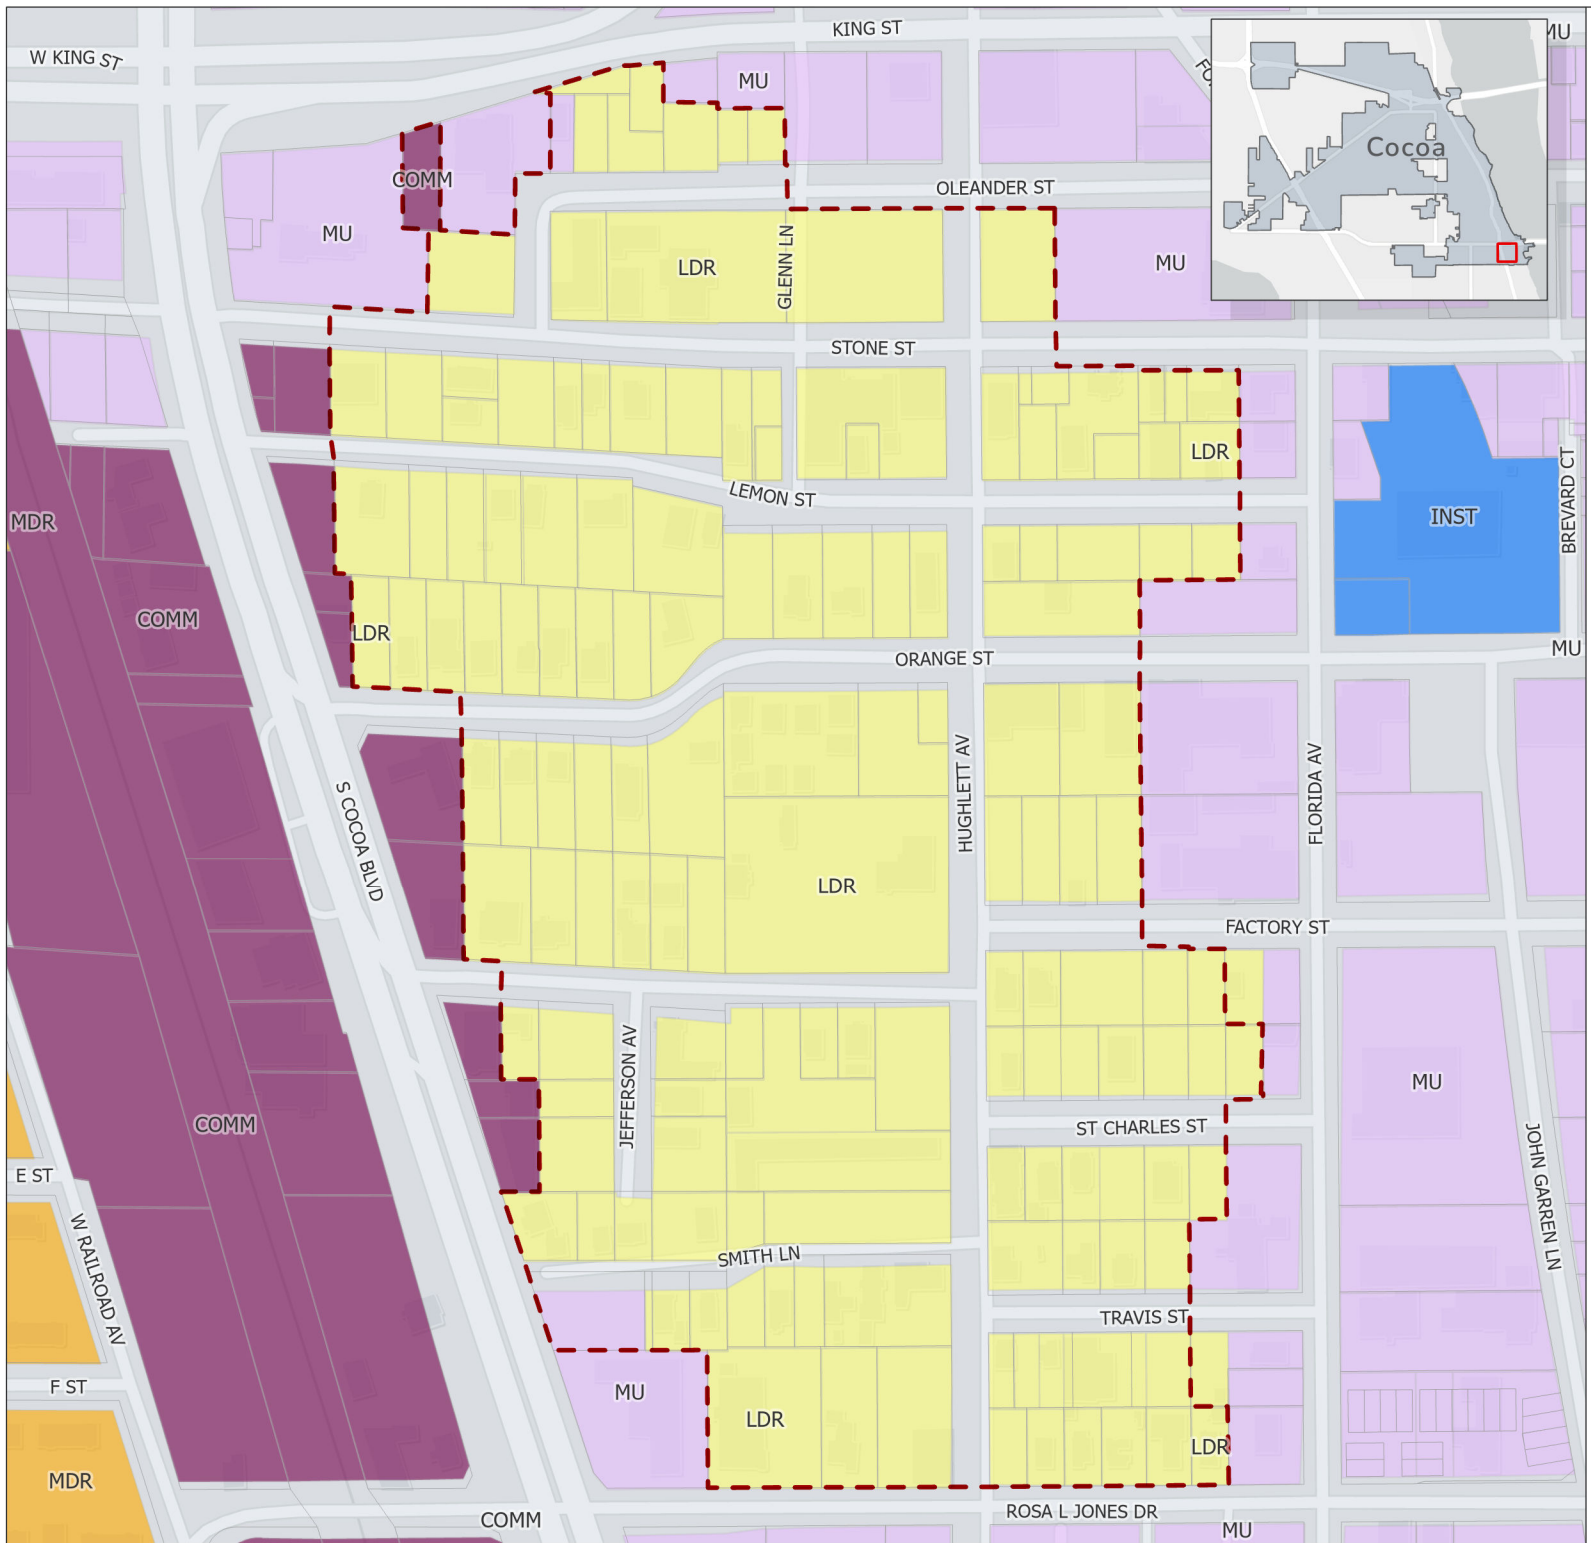 KING ST
W KING ST
MU
MU
FO
Cocoa
COMM
OLEANDER ST
MU
LDR
GLENN LN
MU
STONE ST
LDR
LEMON ST
BREVARD CT
INST
MDR
COMM
LDR
ORANGE ST
MU
HUGHLETT AV
FLORIDA AV
S COCOA BLVD
LDR
FACTORY ST
JEFFERSON AV
MU
COMM
ST CHARLES ST
JOHN GARREN LN
E ST
W RAILROAD AV
SMITH LN
TRAVIS ST
F ST
MU
LDR
LDR
MDR
COMM
ROSA L JONES DR
MU